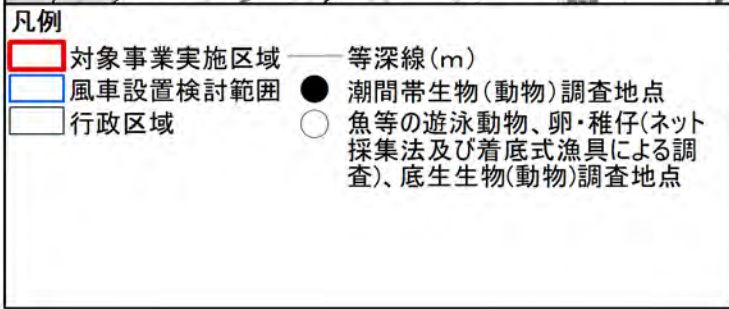 凡例
対象事業実施区域
風車設置検討範囲
行政区域
等深線(m)
潮間帯生物(動物)調査地点
魚等の遊泳動物、卵・稚仔(ネット
採集法及び着底式漁具による調
査)、底生生物(動物)調査地点